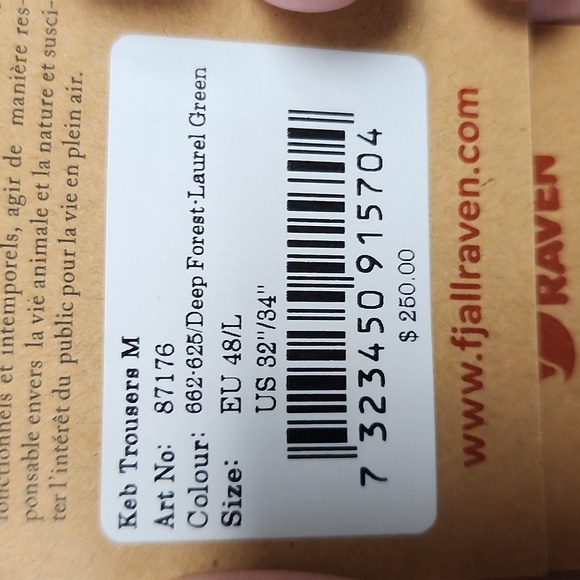 fonctionnels et intemporels, agir de manière res-
ponsable envers la vie animale et la nature et susci-
ter l'intérêt du public pour la vie en plein air.
Keb Trousers M
Art No: 87176
Colour: 662-625/Deep Forest-Laurel Green
Size: EU 48/L
US 32"/34"
7 323450 915704
$ 250.00
www.fjallraven.com
RAVEN